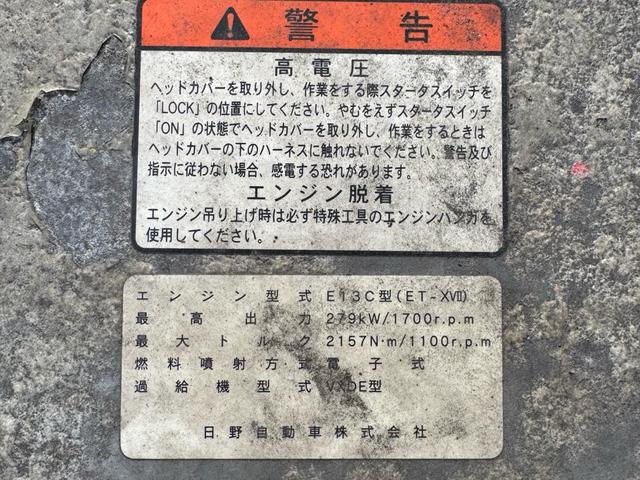 警告
高電圧
ヘッドカバーを取り外し、作業をする際スタータスイッチを
「LOCK」の位置にしてください。やむをえずスタータスイッチ
「ON」の状態でヘッドカバーを取り外し、作業をするときは
ヘッドカバーの下のハーネスに触れないでください。警告及び
指示に従わない場合、感電する恐れがあります。
エンジン脱着
エンジン吊り上げ時は必ず特殊工具のエンジンハンガを
使用してください。
エンジン型式 E13C型(ET-XVII)
最高出力 279kW/1700r.p.m
最大トルク 2157N·m/1100r.p.m
燃料噴射方式 電子式
過給機型式 VXDE型
日野自動車株式会社